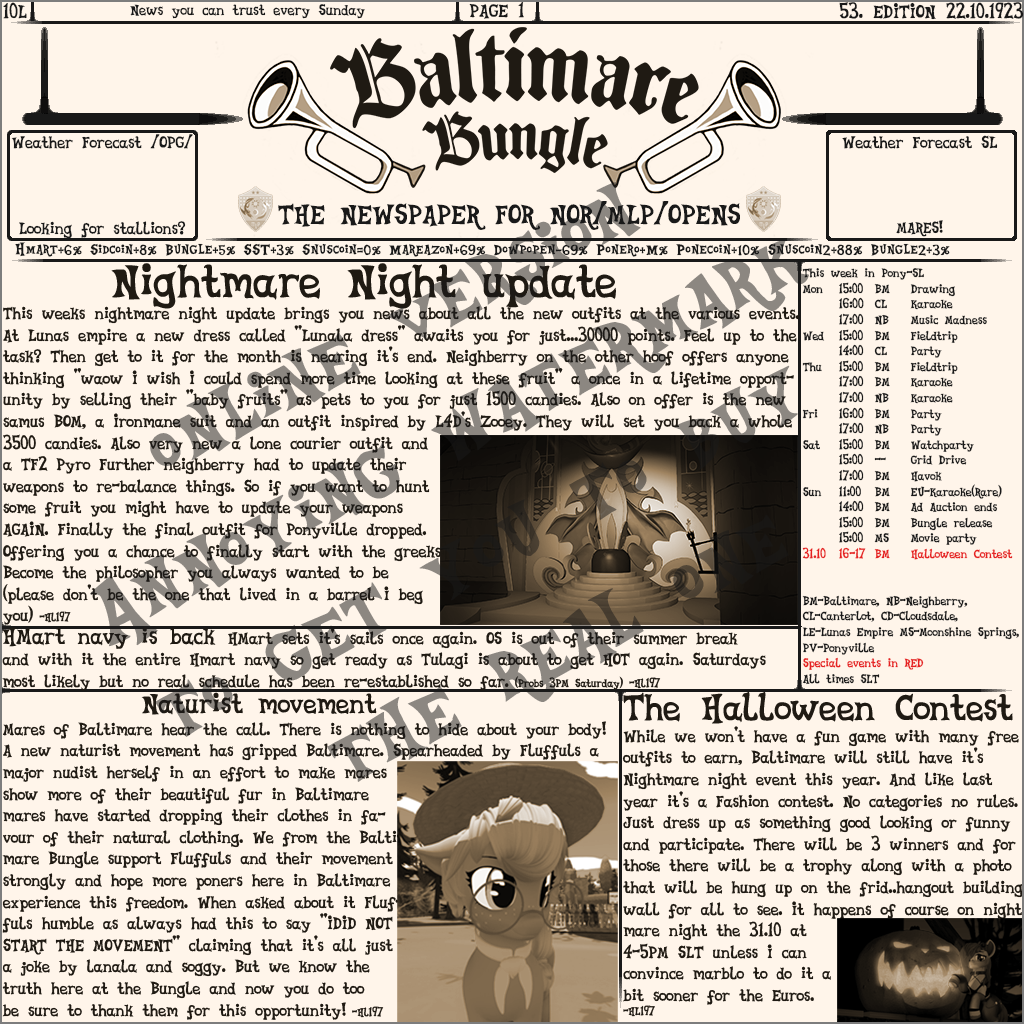 10L
News you can trust every Sunday
PAGE 1
53. EDITION 22.10.1923
Baltimare
Bungle
THE NEWSPAPER FOR NOR/MLP/OPENS
Weather Forecast /OPG/
Looking for stallions?
Weather Forecast SL
MARES!
HMART+6% SIDCOIN+8% BUNGLE+5% SST+3% SNUSCOIN=0% MAREAZON+69% DOWPOPEN-69% PONERO+M% PONECOIN+10% SNUSCOIN2+88% BUNGLE2+3%
Nightmare Night update
This weeks nightmare night update brings you news about all the new outfits at the various events.
At Lunas empire a new dress called "Lunala dress" awaits you for just...30000 points. Feel up to the
task? Then get to it for the month is nearing it's end. Neighberry on the other hoof offers anyone
thinking "waow i wish i could spend more time looking at these fruit" a once in a lifetime opport-
unity by selling their "baby fruits" as pets to you for just 1500 candies. Also on offer is the new
samus BOM, a ironmane suit and an outfit inspired by L4D's Zooey. They will set you back a whole
3500 candies. Also very new a lone courier outfit and
a TF2 Pyro Further neighberry had to update their
weapons to re-balance things. So if you want to hunt
some fruit you might have to update your weapons
AGAIN. Finally the final outfit for Ponyville dropped.
Offering you a chance to finally start with the greeks
Become the philosopher you always wanted to be
(please don't be the one that lived in a barrel i beg
you) -HL197
This week in Pony-SL
Mon 15:00 BM Drawing
16:00 CL Karaoke
17:00 NB Music Madness
Wed 15:00 BM Fieldtrip
14:00 CL Party
Thu 15:00 BM Fieldtrip
17:00 BM Karaoke
17:00 NB Karaoke
Fri 16:00 BM Party
17:00 NB Party
Sat 15:00 BM Watchparty
15:00 --- Grid Drive
17:00 BM Havok
Sun 11:00 BM EU-Karaoke(Rare)
14:00 BM Ad Auction ends
15:00 BM Bungle release
15:00 MS Movie party
31.10 16-17 BM Halloween Contest
BM-Baltimare, NB-Neighberry,
CL-Canterlot, CD-Cloudsdale,
LE-Lunas Empire MS-Moonshine Springs,
PV-Ponyville
Special events in RED
All times SLT
HMart navy is back HMart sets it's sails once again. OS is out of their summer break
and with it the entire Hmart navy so get ready as Tulagi is about to get HOT again. Saturdays
most likely but no real schedule has been re-established so far. (Probs 3PM Saturday) -HL197
Naturist movement
Mares of Baltimare hear the call. There is nothing to hide about your body!
A new naturist movement has gripped Baltimare. Spearheaded by Fluffuls a
major nudist herself in an effort to make mares
show more of their beautiful fur in Baltimare
mares have started dropping their clothes in fa-
vour of their natural clothing. We from the Balti
mare Bungle support Fluffuls and their movement
strongly and hope more poners here in Baltimare
experience this freedom. When asked about it Fluf
fuls humble as always had this to say "IDID NOT
START THE MOVEMENT" claiming that it's all just
a joke by lanala and soggy. But we know the
truth here at the Bungle and now you do too
be sure to thank them for this opportunity! -HL197
The Halloween Contest
While we won't have a fun game with many free
outfits to earn, Baltimare will still have it's
Nightmare night event this year. And like last
year it's a Fashion contest. No categories no rules.
Just dress up as something good looking or funny
and participate. There will be 3 winners and for
those there will be a trophy along with a photo
that will be hung up on the frid..hangout building
wall for all to see. It happens of course on night
mare night the 31.10 at
4-5PM SLT unless i can
convince marblo to do it a
bit sooner for the Euros.
-HL197
ONLINE VERSION
ANNOYING WATERMARK
TO GET YOU TO BUY
THE REAL